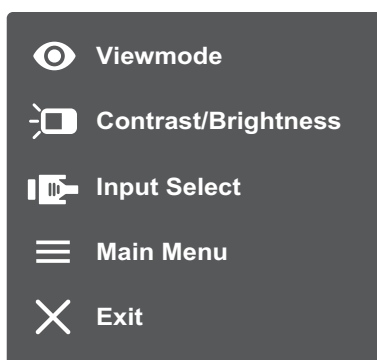 Viewmode
Contrast/Brightness
Input Select
Main Menu
Exit